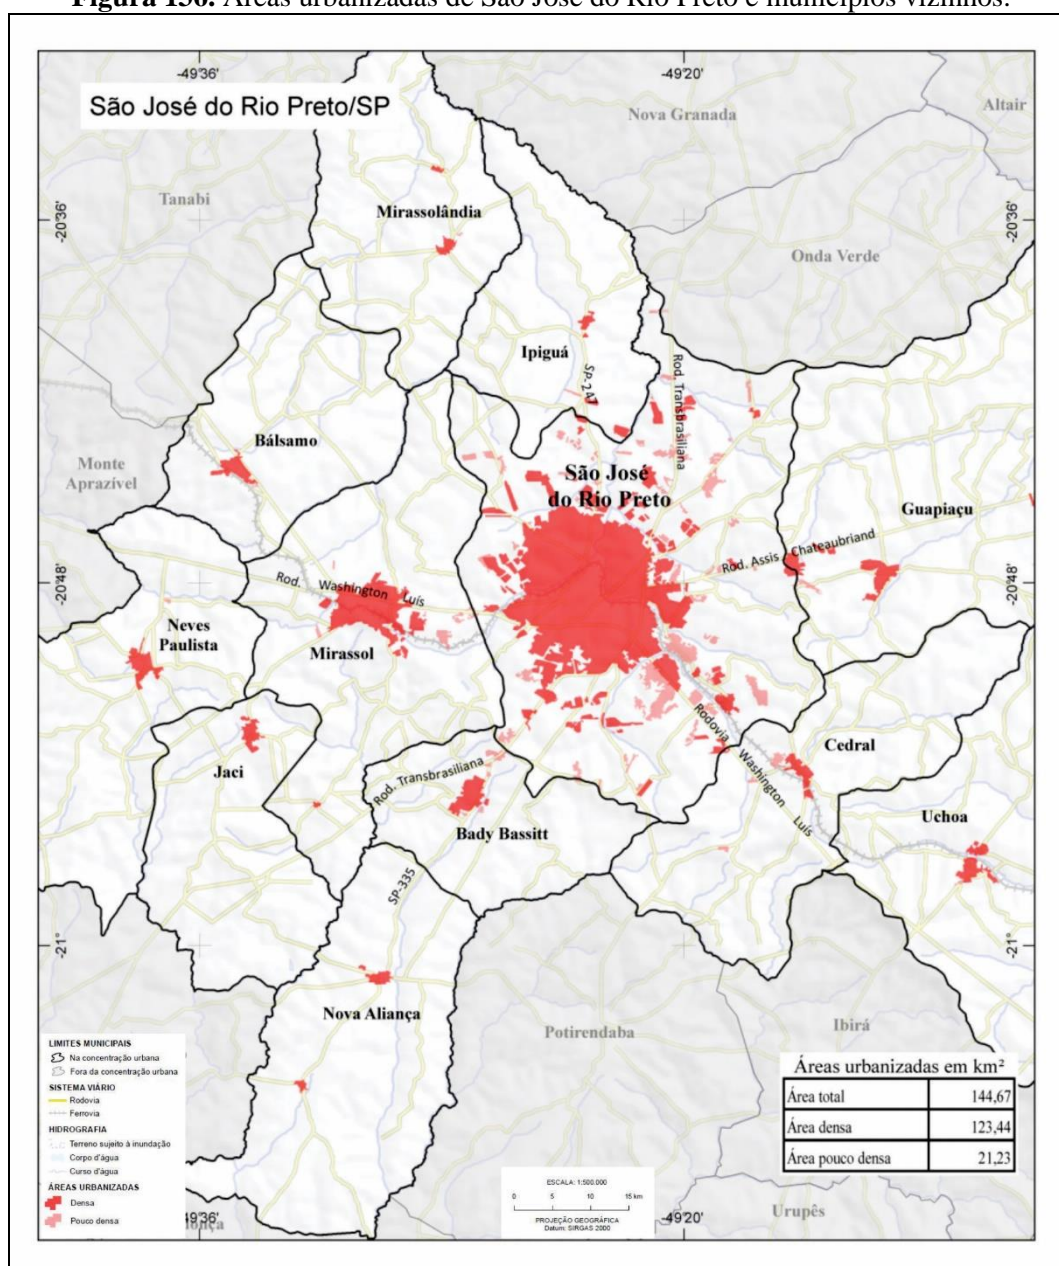 Figura 156. Áreas urbanizadas de São José do Rio Preto e municípios vizinhos.
-49°36'
-49°20'
São José do Rio Preto/SP
Nova Granada
Altair
Tanabi
-20°36'
Mirassolândia
-20°36'
Onda Verde
Ipiguá
SP-247
Rod. Transbrasiliana
Bálsamo
Monte
Aprazível
São José
do Rio Preto
Guapiaçu
Rod. Assis Chateaubriand
-20°48'
Rod. Washington Luís
-20°48'
Neves
Paulista
Mirassol
Rodovia Washington Luís
Cedral
Jaci
Rod. Transbrasiliana
Bady Bassitt
Uchoa
SP-335
-21°
-21°
Nova Aliança
Potirendaba
Ibirá
LIMITES MUNICIPAIS
Na concentração urbana
Fora da concentração urbana
SISTEMA VIÁRIO
Rodovia
Ferrovia
HIDROGRAFIA
Terreno sujeito à inundação
Corpo d'água
Curso d'água
ÁREAS URBANIZADAS
Densa
Pouco densa
Áreas urbanizadas em km²
Área total 144,67
Área densa 123,44
Área pouco densa 21,23
ESCALA: 1:500.000
0 5 10 15 km
PROJEÇÃO GEOGRÁFICA
Datum: SIRGAS 2000
-49°20'
Urupês